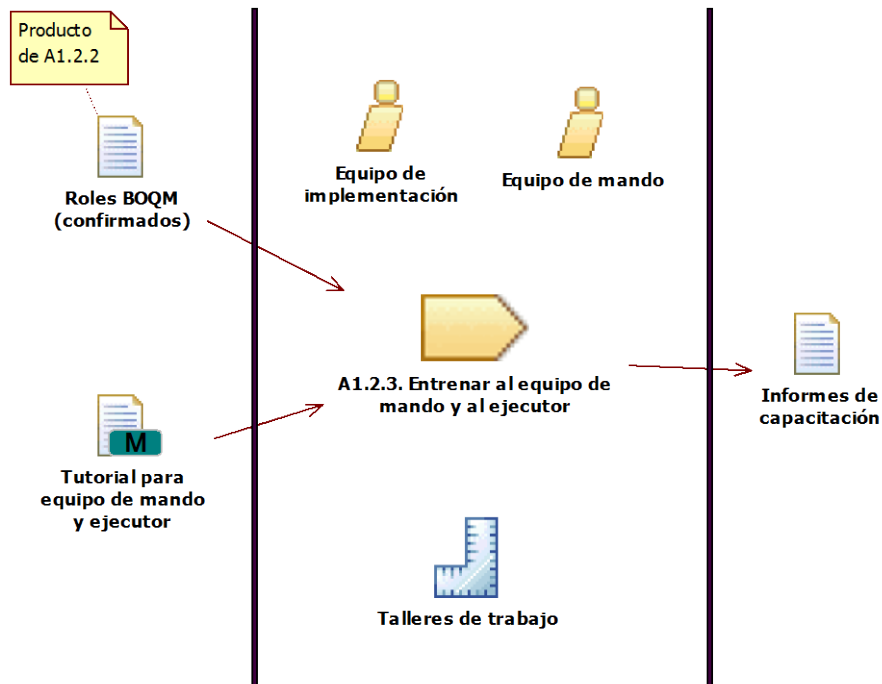 Producto
de A1.2.2
Roles BOQM
(confirmados)
Equipo de
implementación
Equipo de mando
A1.2.3. Entrenar al equipo de
mando y al ejecutor
Informes de
capacitación
M
Tutorial para
equipo de mando
y ejecutor
Talleres de trabajo